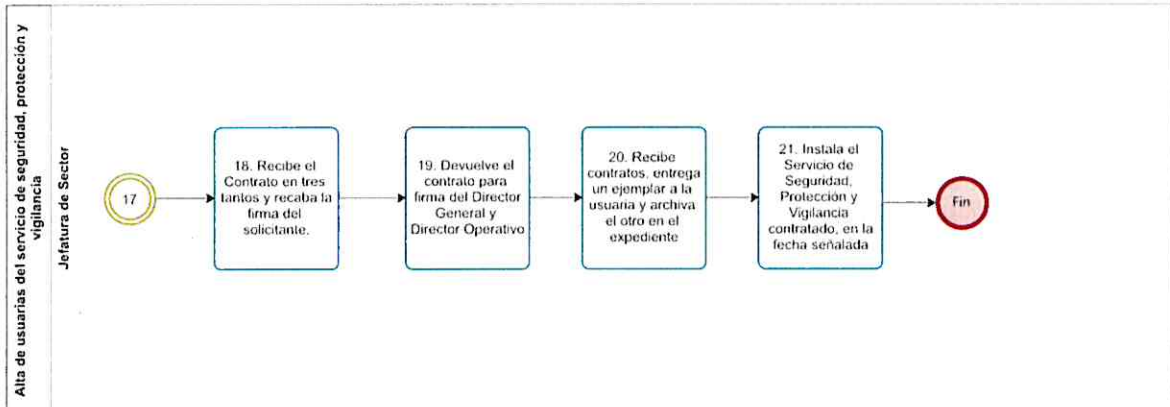 Alta de usuarias del servicio de seguridad, protección y
vigilancia
Jefatura de Sector
17
18. Recibe el
Contrato en tres
tantos y recaba la
firma del
solicitante.
19. Devuelve el
contrato para
firma del Director
General y
Director Operativo
20. Recibe
contratos, entrega
un ejemplar a la
usuaria y archiva
el otro en el
expediente
21. Instala el
Servicio de
Seguridad,
Protección y
Vigilancia
contratado, en la
fecha señalada
Fin